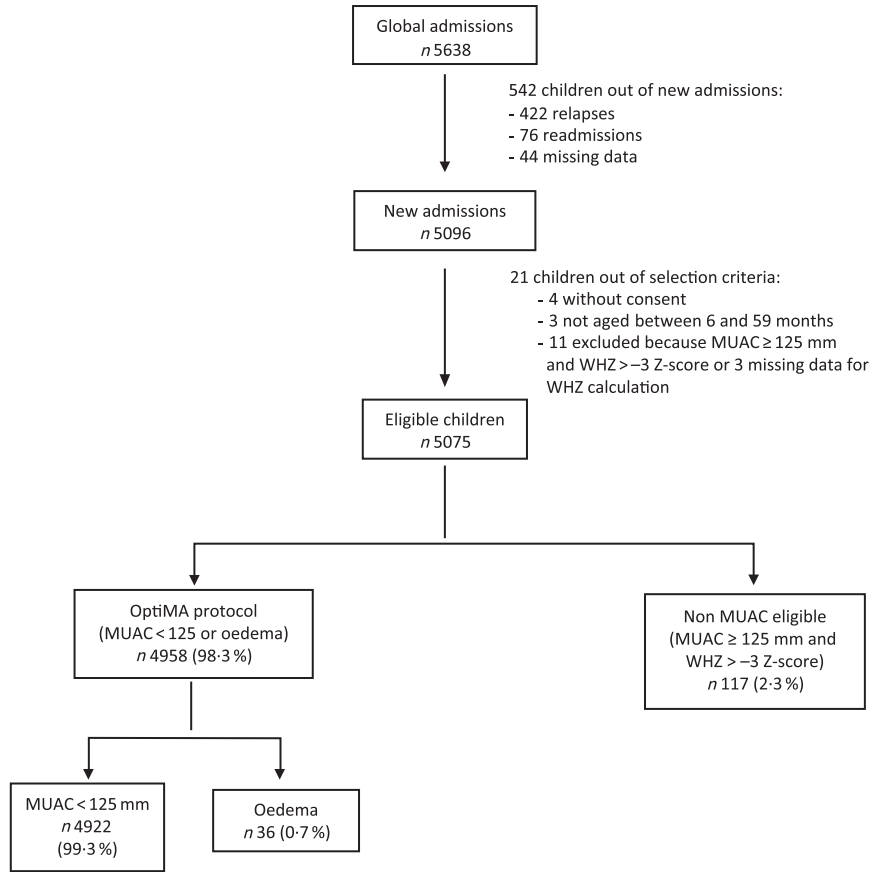 Global admissions
n 5638
542 children out of new admissions:
- 422 relapses
- 76 readmissions
- 44 missing data
New admissions
n 5096
21 children out of selection criteria:
- 4 without consent
- 3 not aged between 6 and 59 months
- 11 excluded because MUAC ≥ 125 mm
and WHZ > –3 Z-score or 3 missing data for
WHZ calculation
Eligible children
n 5075
OptiMA protocol
(MUAC < 125 or oedema)
n 4958 (98·3 %)
Non MUAC eligible
(MUAC ≥ 125 mm and
WHZ > –3 Z-score)
n 117 (2·3 %)
MUAC < 125 mm
n 4922
(99·3 %)
Oedema
n 36 (0·7 %)